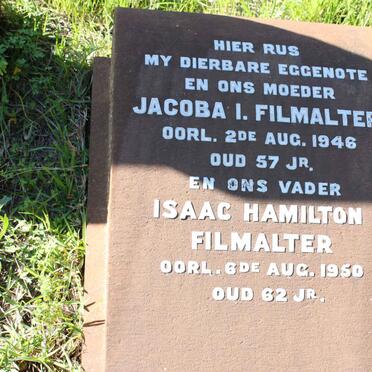 HIER RUS
MY DIERBARE EGGENOTE
EN ONS MOEDER
JACOBA I. FILMALTER
OORL. 2DE AUG. 1946
OUD 57 JR.
EN ONS VADER
ISAAC HAMILTON
FILMALTER
OORL. 6DE AUG. 1950
OUD 62 JR.